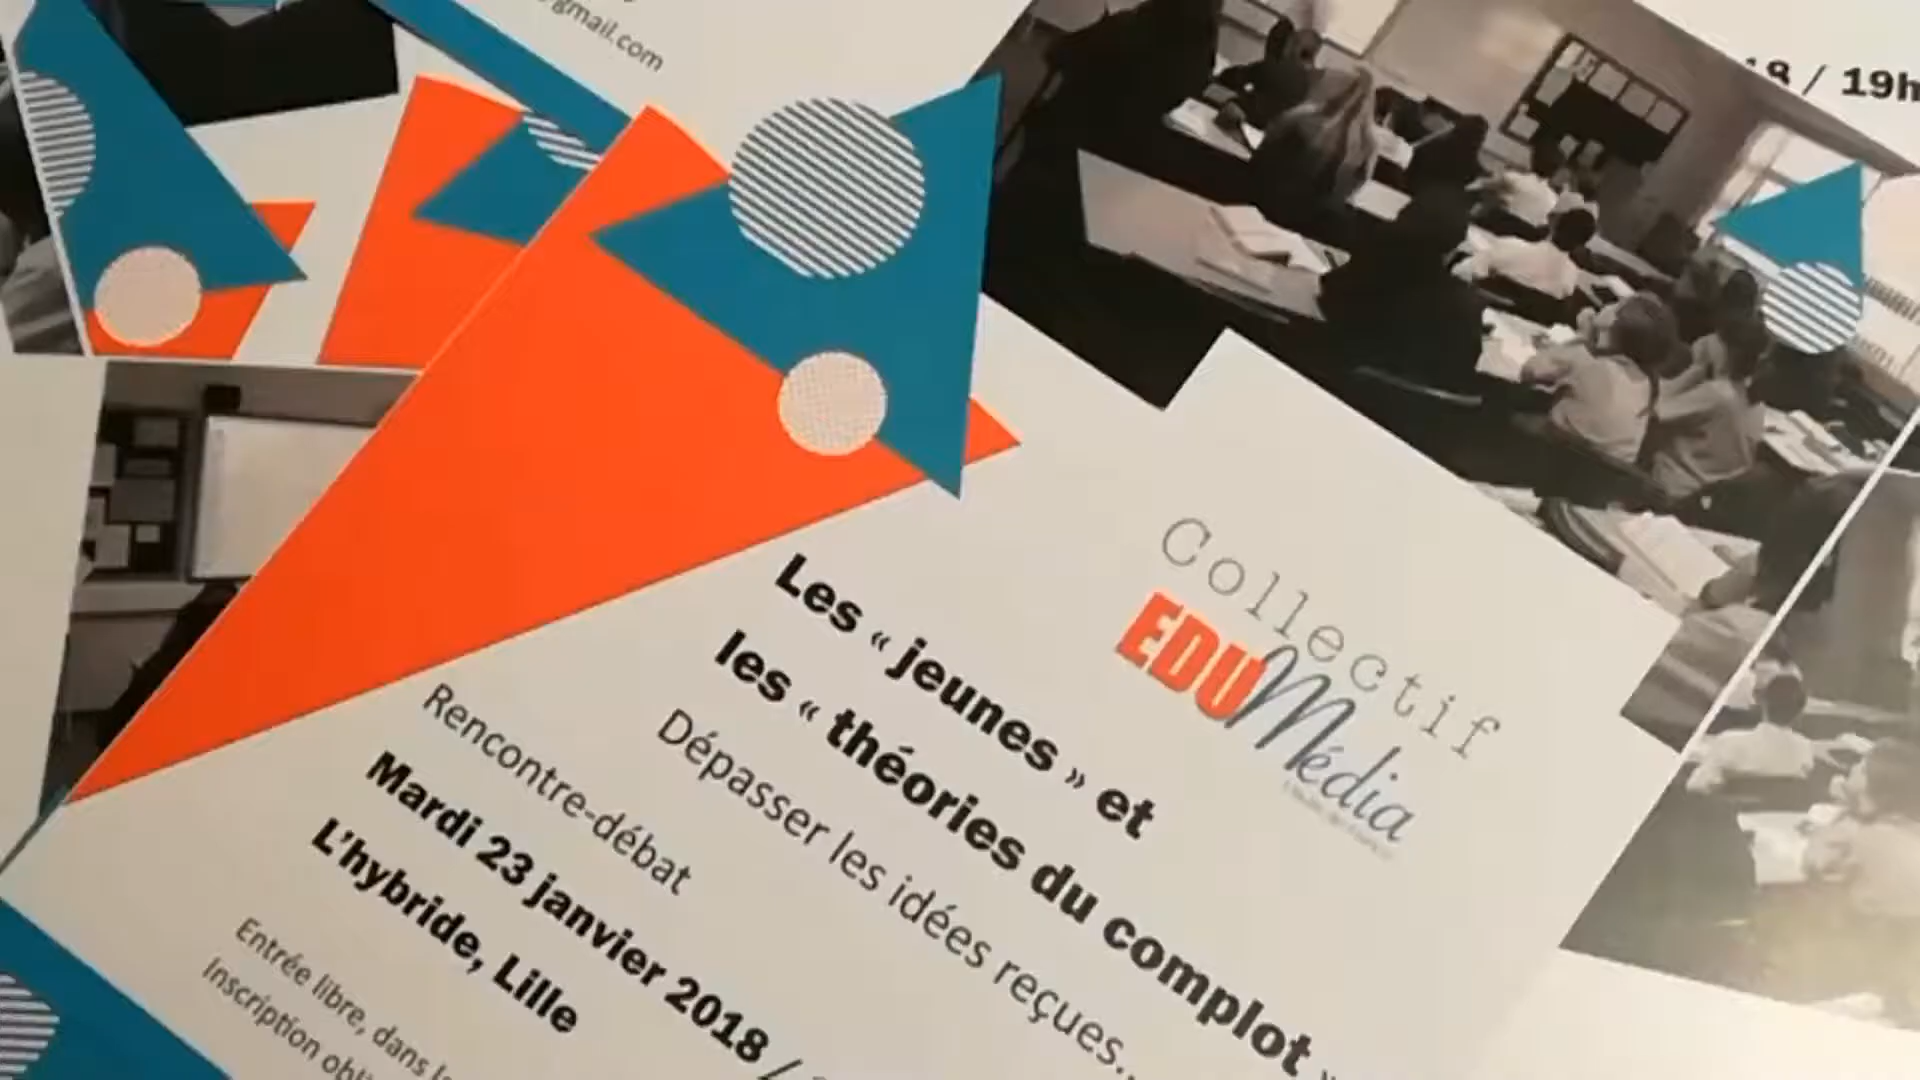 gmail.com
18 / 19h
Collectif
EDUMédia
Les « jeunes » et
les « théories du complot »
Dépasser les idées reçues...
Rencontre-débat
Mardi 23 janvier 2018 /
L'hybride, Lille
Entrée libre, dans
Inscription